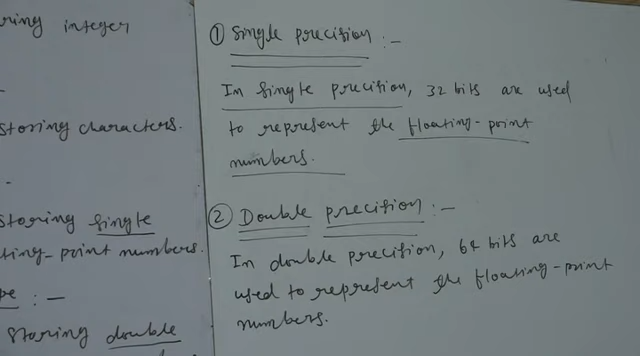 ring integer
storing characters.
storing single
ting-point numbers.
pe :-
storing double
① Single precision :-
In single precision, 32 bits are used
to represent the floating-point
numbers.
② Double precision :-
In double precision, 64 bits are
used to represent the floating-point
numbers.